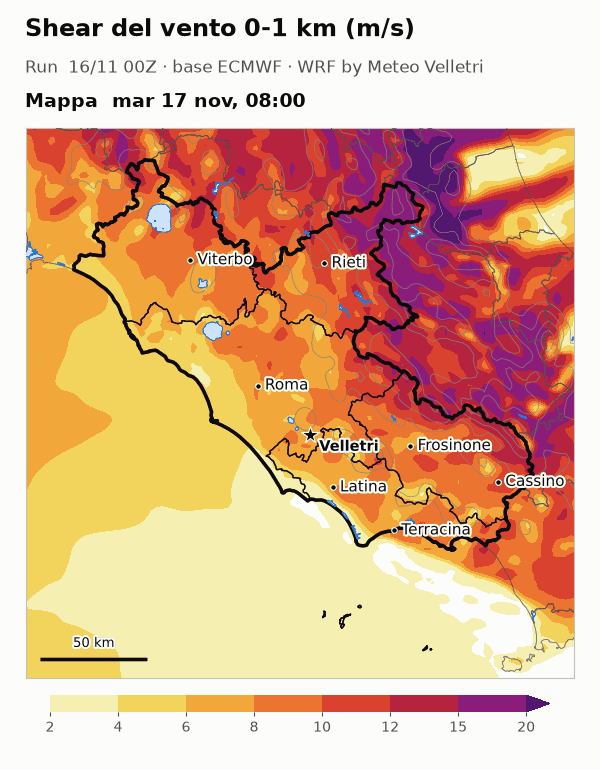 Shear del vento 0-1 km (m/s)
Run  16/11 00Z · base ECMWF · WRF by Meteo Velletri
Mappa  mar 17 nov, 08:00
Viterbo
Rieti
Roma
Velletri
Frosinone
Latina
Cassino
Terracina
50 km
2 4 6 8 10 12 15 20